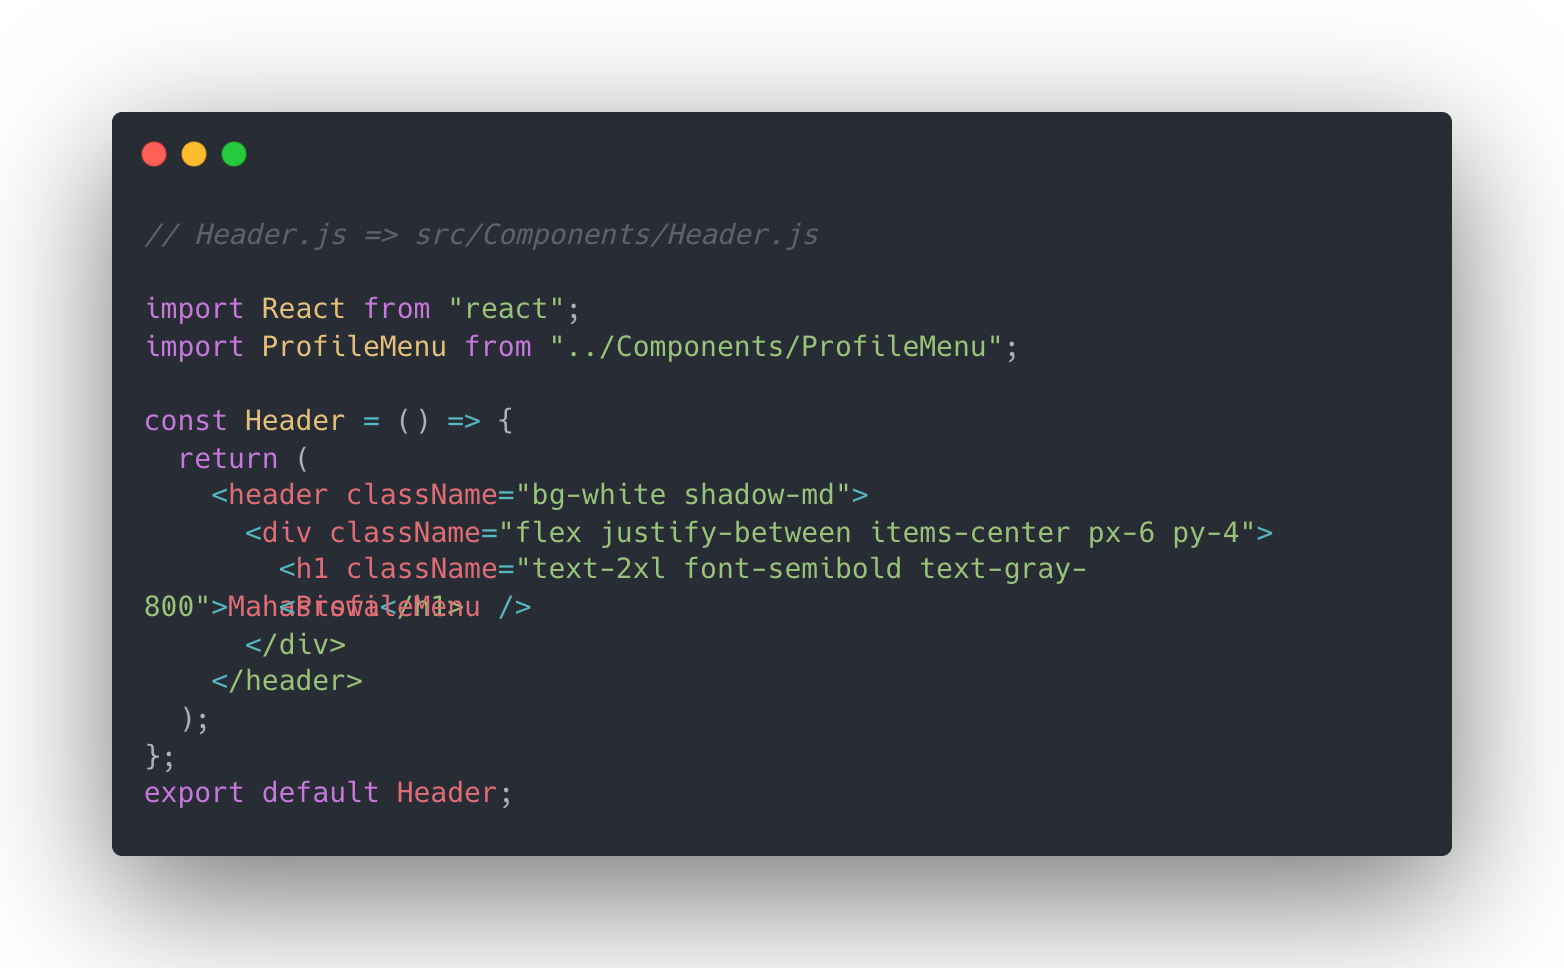 // Header.js => src/Components/Header.js
import React from "react";
import ProfileMenu from "../Components/ProfileMenu";
const Header = () => {
return (
<header className="bg-white shadow-md">
<div className="flex justify-between items-center px-6 py-4">
<h1 className="text-2xl font-semibold text-gray-
800">Mahasiswa</h1>
<ProfileMenu />
</div>
</header>
);
};
export default Header;